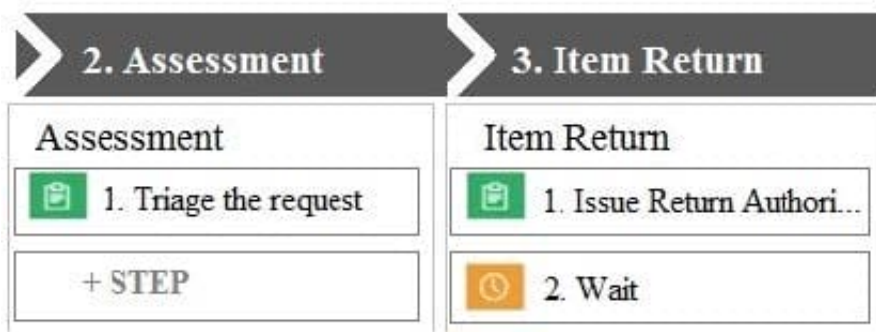 2. Assessment
3. Item Return
Assessment
1. Triage the request
+ STEP
Item Return
1. Issue Return Authori...
2. Wait